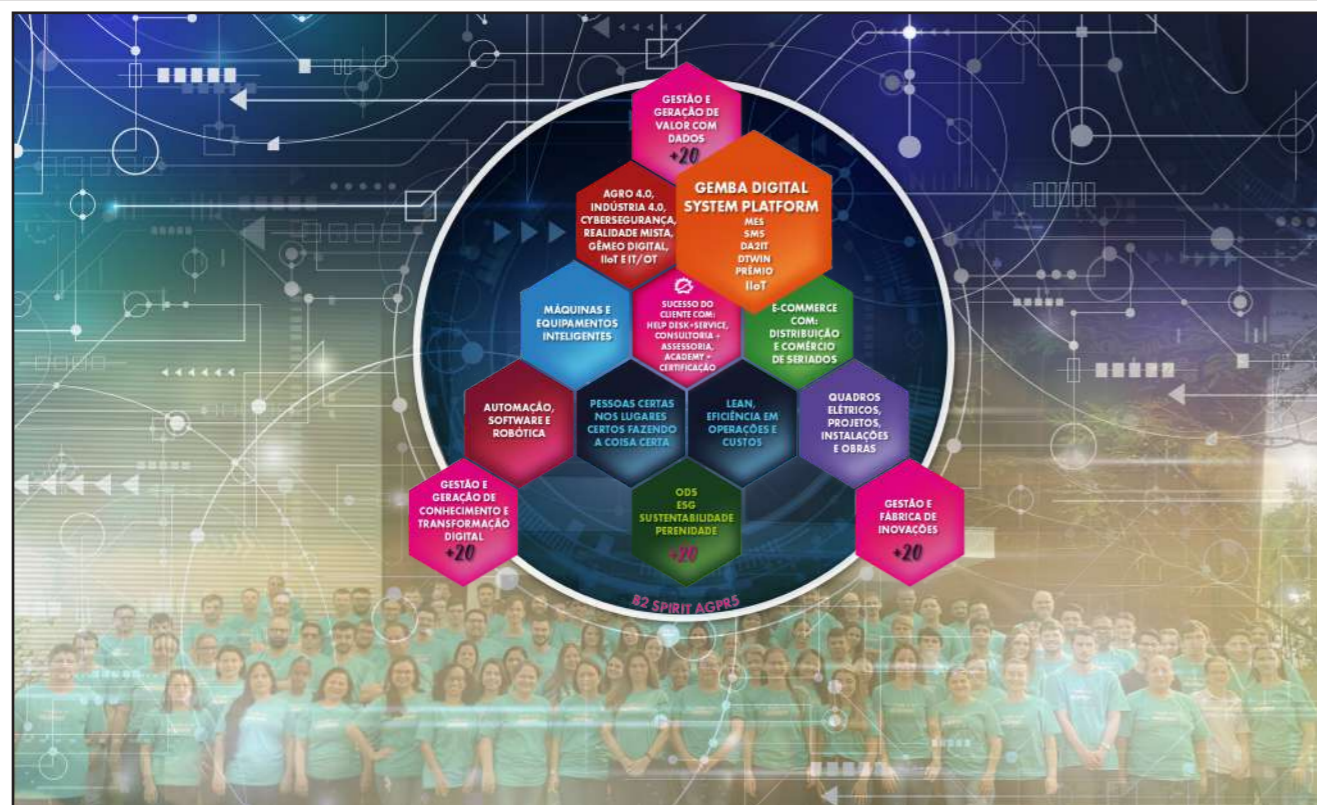 GESTÃO E
GERAÇÃO DE
VALOR COM
DADOS
+20
AGRO 4.0,
INDÚSTRIA 4.0,
CYBERSEGURANÇA,
REALIDADE MISTA,
GÊMEO DIGITAL,
IIoT E IT/OT
GEMBA DIGITAL
SYSTEM PLATFORM
MES
SMS
DA2IT
DTWIN
PRÊMIO
IIoT
MÁQUINAS E
EQUIPAMENTOS
INTELIGENTES
SUCESSO DO
CLIENTE COM:
HELP DESK+SERVICE,
CONSULTORIA +
ASSESSORIA,
ACADEMY +
CERTIFICAÇÃO
E-COMMERCE
COM:
DISTRIBUIÇÃO
E COMÉRCIO
DE SERIADOS
AUTOMAÇÃO,
SOFTWARE E
ROBÓTICA
PESSOAS CERTAS
NOS LUGARES
CERTOS FAZENDO
A COISA CERTA
LEAN,
EFICIÊNCIA EM
OPERAÇÕES E
CUSTOS
QUADROS
ELÉTRICOS,
PROJETOS,
INSTALAÇÕES
E OBRAS
GESTÃO E
GERAÇÃO DE
CONHECIMENTO E
TRANSFORMAÇÃO
DIGITAL
+20
ODS
ESG
SUSTENTABILIDADE
PERENIDADE
+20
GESTÃO E
FÁBRICA DE
INOVAÇÕES
+20
B2 SPIRIT AGPR5